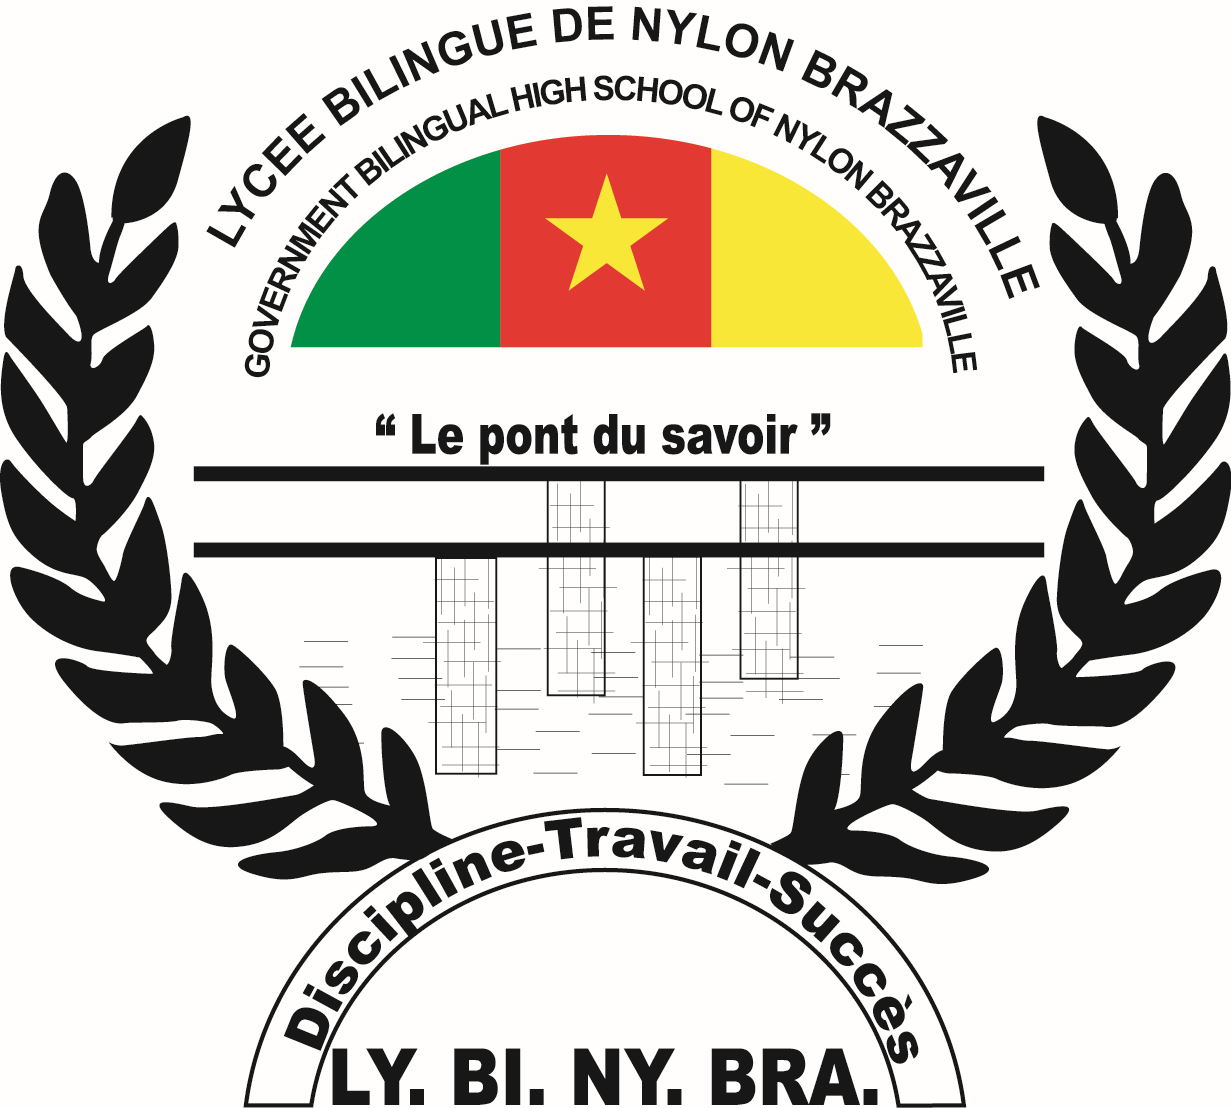 LYCEE BILINGUE DE NYLON BRAZZAVILLE
GOVERNMENT BILINGUAL HIGH SCHOOL OF NYLON BRAZZAVILLE
“ Le pont du savoir ”
Discipline-Travail-Succès
LY. BI. NY. BRA.